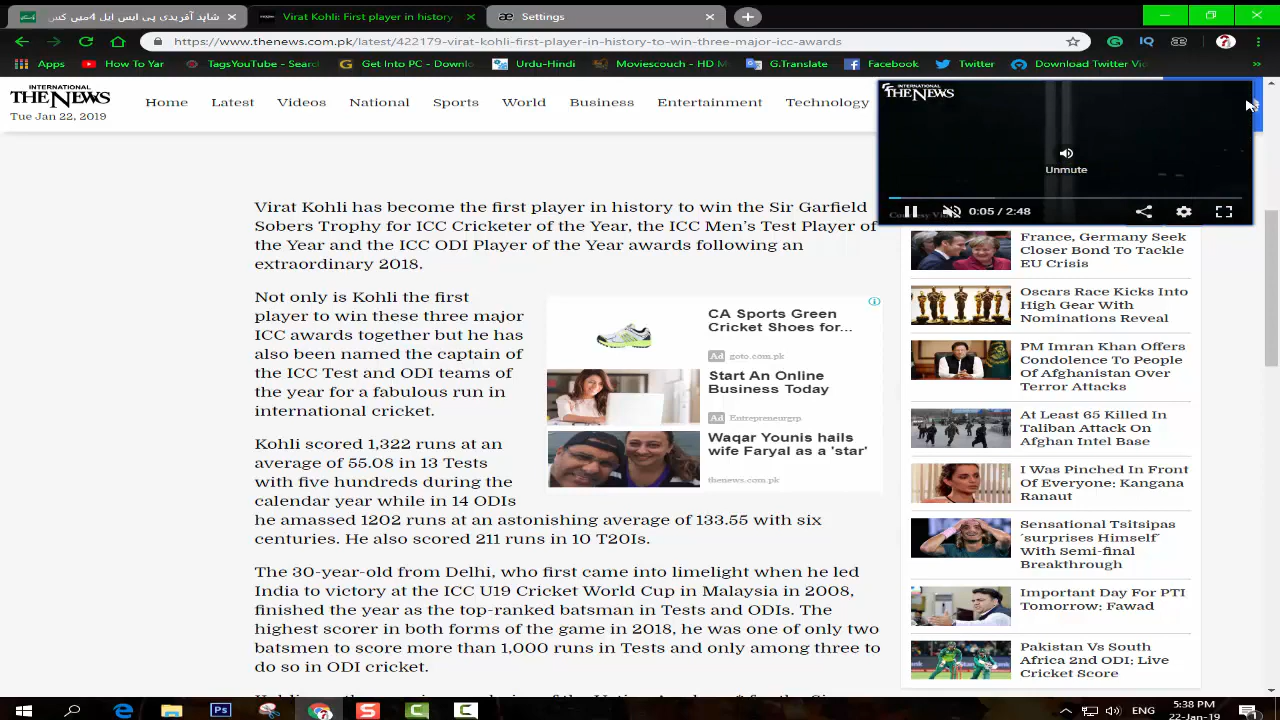 شاہد آفریدی پی ایس ایل 4میں کس
Virat Kohli: First player in history
Settings
https://www.thenews.com.pk/latest/422179-virat-kohli-first-player-in-history-to-win-three-major-icc-awards
Apps
How To Yar
TagsYouTube - Searc
Get Into PC - Downlo
Urdu-Hindi
Moviescouch - HD M
G.Translate
Facebook
Twitter
Download Twitter Vid
INTERNATIONAL
THE NEWS
Tue Jan 22, 2019
Home
Latest
Videos
National
Sports
World
Business
Entertainment
Technology
INTERNATIONAL
THE NEWS
Unmute
0:05 / 2:48
Virat Kohli has become the first player in history to win the Sir Garfield
Sobers Trophy for ICC Cricketer of the Year, the ICC Men's Test Player of
the Year and the ICC ODI Player of the Year awards following an
extraordinary 2018.
Not only is Kohli the first
player to win these three major
ICC awards together but he has
also been named the captain of
the ICC Test and ODI teams of
the year for a fabulous run in
international cricket.
Kohli scored 1,322 runs at an
average of 55.08 in 13 Tests
with five hundreds during the
calendar year while in 14 ODIs
he amassed 1202 runs at an astonishing average of 133.55 with six
centuries. He also scored 211 runs in 10 T20Is.
The 30-year-old from Delhi, who first came into limelight when he led
India to victory at the ICC U19 Cricket World Cup in Malaysia in 2008,
finished the year as the top-ranked batsman in Tests and ODIs. The
highest scorer in both forms of the game in 2018, he was one of only two
batsmen to score more than 1,000 runs in Tests and only among three to
do so in ODI cricket.
CA Sports Green
Cricket Shoes for...
Ad goto.com.pk
Start An Online
Business Today
Ad Entrepreneurgrp
Waqar Younis hails
wife Faryal as a 'star'
thenews.com.pk
France, Germany Seek
Closer Bond To Tackle
EU Crisis
Oscars Race Kicks Into
High Gear With
Nominations Reveal
PM Imran Khan Offers
Condolence To People
Of Afghanistan Over
Terror Attacks
At Least 65 Killed In
Taliban Attack On
Afghan Intel Base
I Was Pinched In Front
Of Everyone: Kangana
Ranaut
Sensational Tsitsipas
'surprises Himself'
With Semi-final
Breakthrough
Important Day For PTI
Tomorrow: Fawad
Pakistan Vs South
Africa 2nd ODI: Live
Cricket Score
ENG
5:38 PM
22-Jan-19